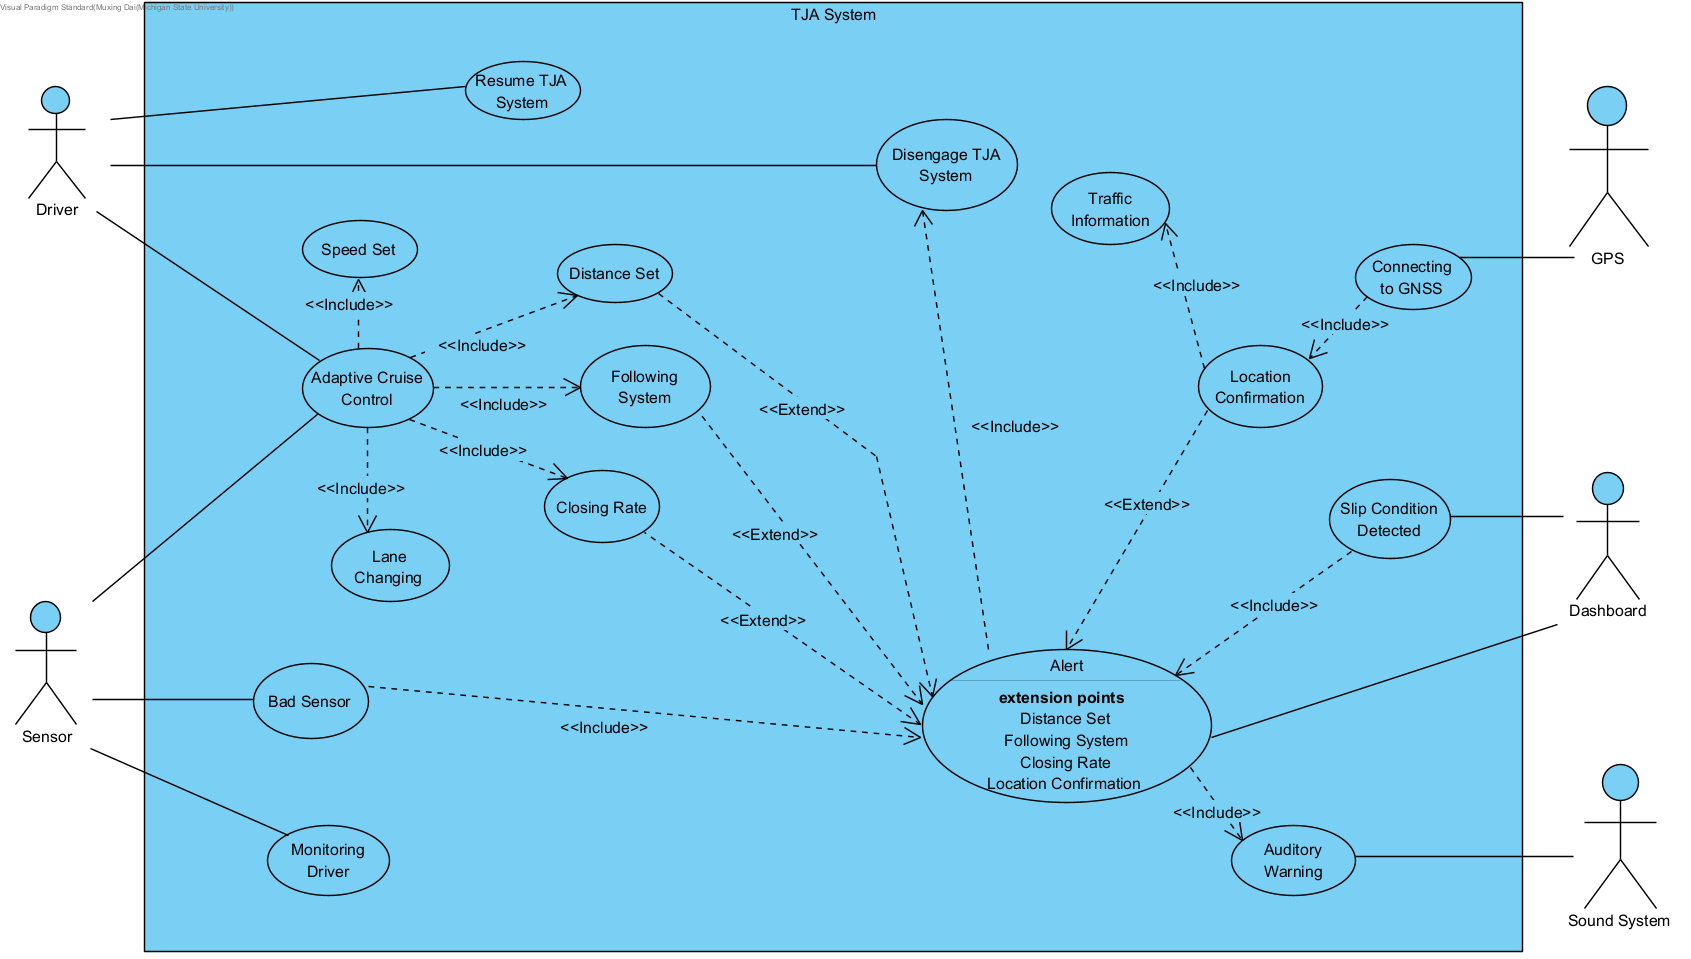 Visual Paradigm Standard(Muxing Dai(Michigan State University))
TJA System
Resume TJA
System
Driver
Disengage TJA
System
Traffic
Information
GPS
Speed Set
Distance Set
Connecting
to GNSS
<<Include>>
<<Include>>
<<Include>>
<<Include>>
Adaptive Cruise
Control
Following
System
Location
Confirmation
<<Include>>
<<Extend>>
<<Include>>
<<Include>>
<<Include>>
Closing Rate
<<Extend>>
<<Extend>>
Slip Condition
Detected
Lane
Changing
<<Extend>>
<<Include>>
Dashboard
Alert
extension points
Distance Set
Following System
Closing Rate
Location Confirmation
Bad Sensor
<<Include>>
Sensor
<<Include>>
Monitoring
Driver
Auditory
Warning
Sound System